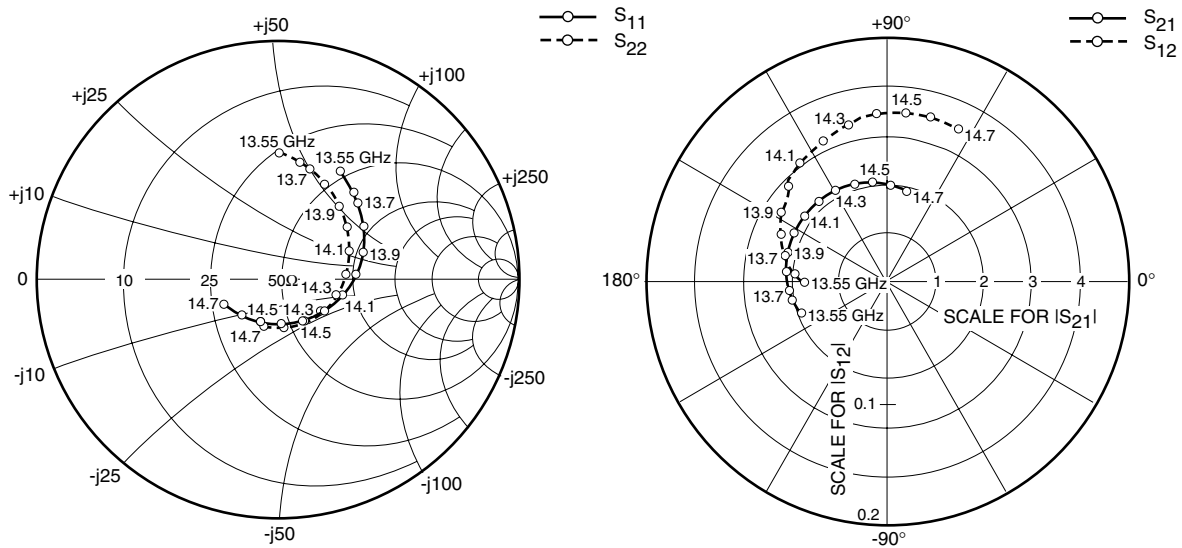 S11
S22
+j50
+j25
+j100
+j10
+j250
0
10
25
50Ω
-j10
-j250
-j25
-j100
-j50
13.55 GHz
13.7
13.9
14.1
14.3
14.5
14.7
13.55 GHz
13.7
13.9
14.1
14.3
14.5
14.7
S21
S12
+90°
180°
0°
-90°
14.5
14.3
14.7
14.1
13.9
13.7
13.55 GHz
14.5
14.3
14.7
14.1
13.9
13.7
13.55 GHz
1
2
3
4
SCALE FOR |S21|
SCALE FOR |S12|
0.1
0.2